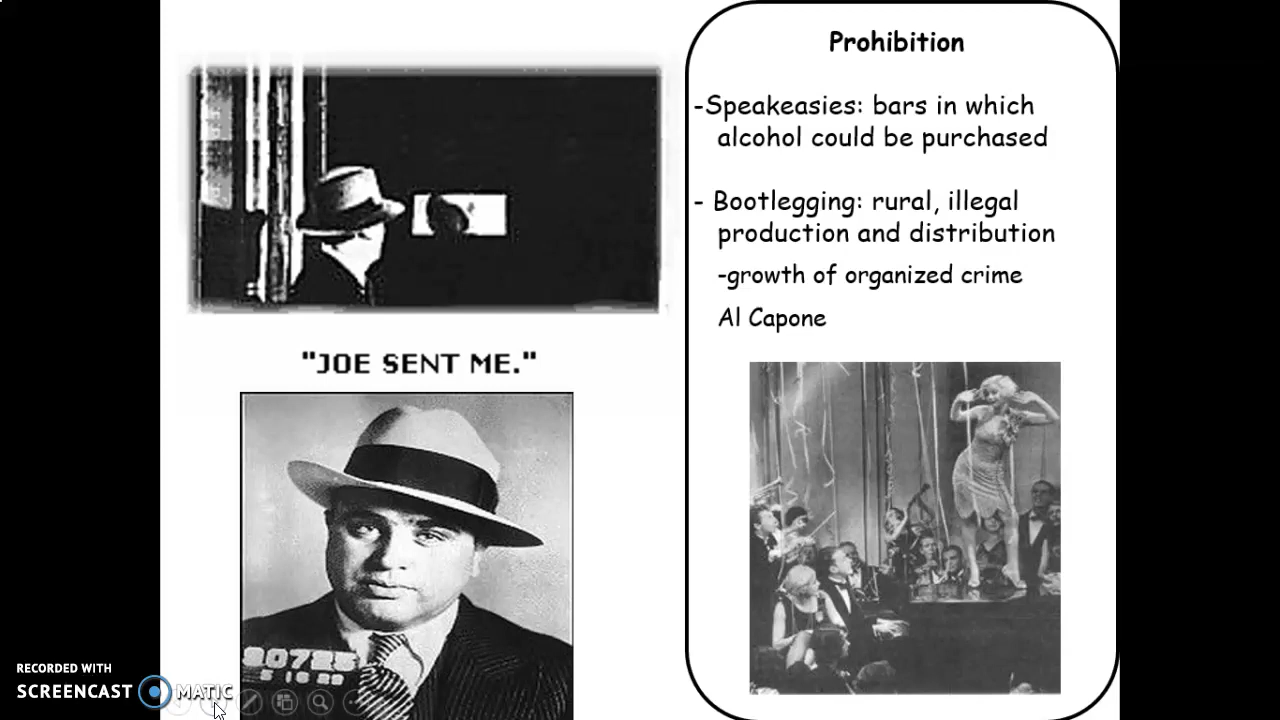 Prohibition
-Speakeasies: bars in which
alcohol could be purchased
- Bootlegging: rural, illegal
production and distribution
-growth of organized crime
Al Capone
"JOE SENT ME."
RECORDED WITH
SCREENCAST MATIC